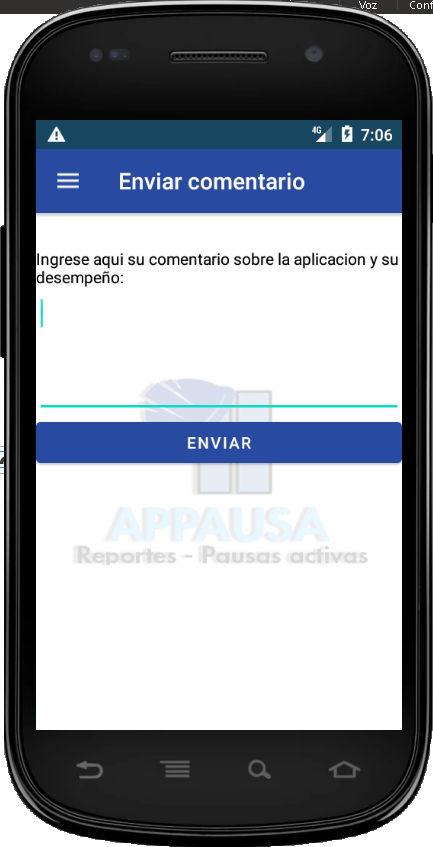 Voz
Conf
4G
7:06
Enviar comentario
Ingrese aqui su comentario sobre la aplicacion y su
desempeño:
ENVIAR
APPAUSA
Reportes - Pausas activas